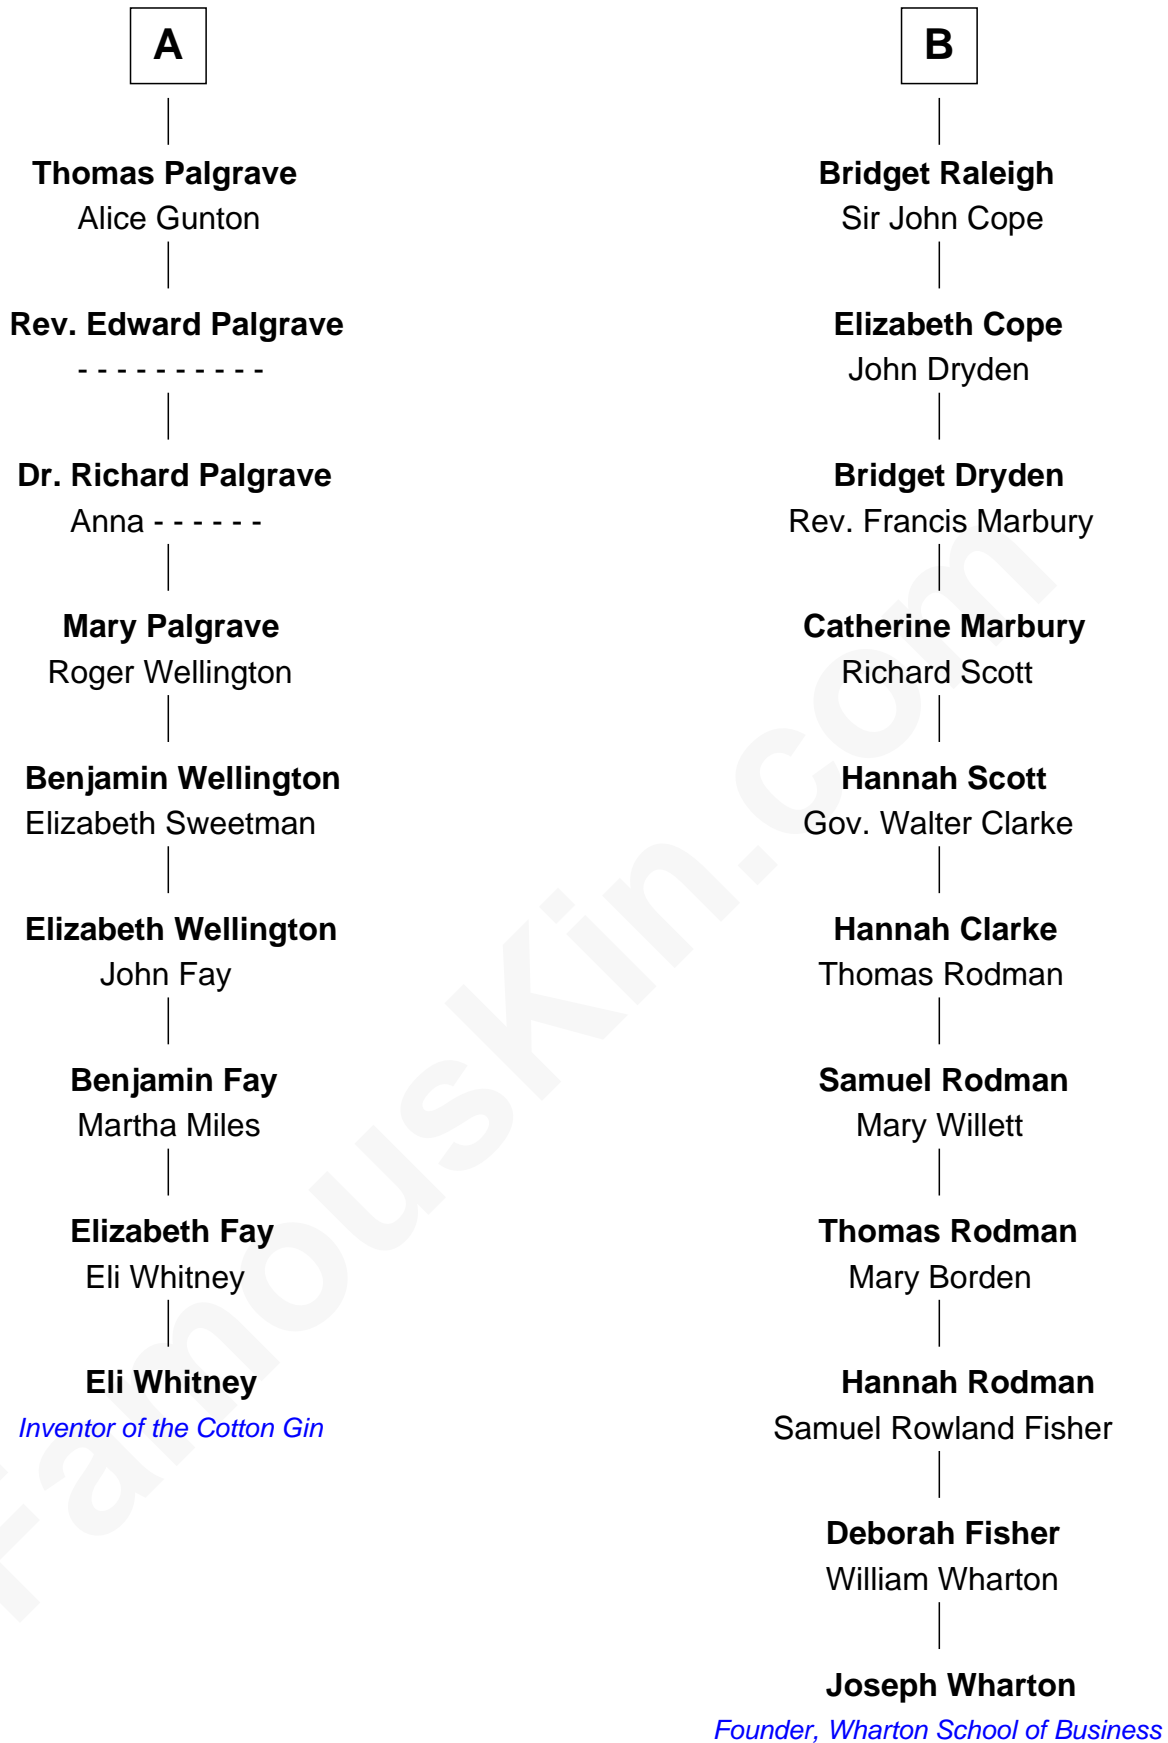 A
Thomas Palgrave
Alice Gunton
Rev. Edward Palgrave
- - - - - - - - - -
Dr. Richard Palgrave
Anna - - - - - -
Mary Palgrave
Roger Wellington
Benjamin Wellington
Elizabeth Sweetman
Elizabeth Wellington
John Fay
Benjamin Fay
Martha Miles
Elizabeth Fay
Eli Whitney
Eli Whitney
Inventor of the Cotton Gin
B
Bridget Raleigh
Sir John Cope
Elizabeth Cope
John Dryden
Bridget Dryden
Rev. Francis Marbury
Catherine Marbury
Richard Scott
Hannah Scott
Gov. Walter Clarke
Hannah Clarke
Thomas Rodman
Samuel Rodman
Mary Willett
Thomas Rodman
Mary Borden
Hannah Rodman
Samuel Rowland Fisher
Deborah Fisher
William Wharton
Joseph Wharton
Founder, Wharton School of Business
FamousKin.com